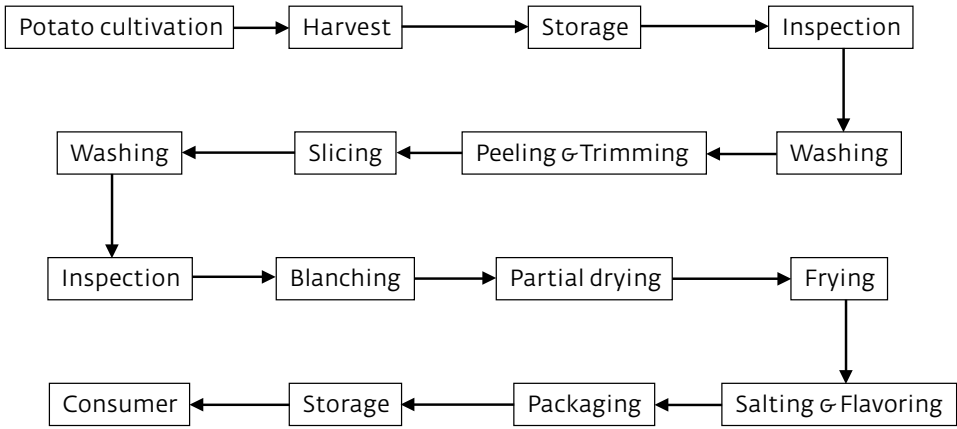 Potato cultivation
Harvest
Storage
Inspection
Washing
Peeling & Trimming
Slicing
Washing
Inspection
Blanching
Partial drying
Frying
Salting & Flavoring
Packaging
Storage
Consumer